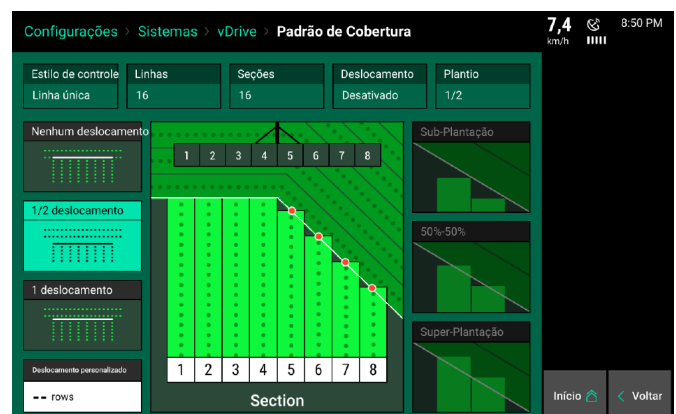 Configurações > Sistemas > vDrive > Padrão de Cobertura
7,4
km/h
8:50 PM
Estilo de controle
Linha única
Linhas
16
Seções
16
Deslocamento
Desativado
Plantio
1/2
Nenhum deslocamento
1/2 deslocamento
1 deslocamento
Deslocamento personalizado
-- rows
1 2 3 4 5 6 7 8
1 2 3 4 5 6 7 8
Section
Sub-Plantação
50%-50%
Super-Plantação
Início
< Voltar